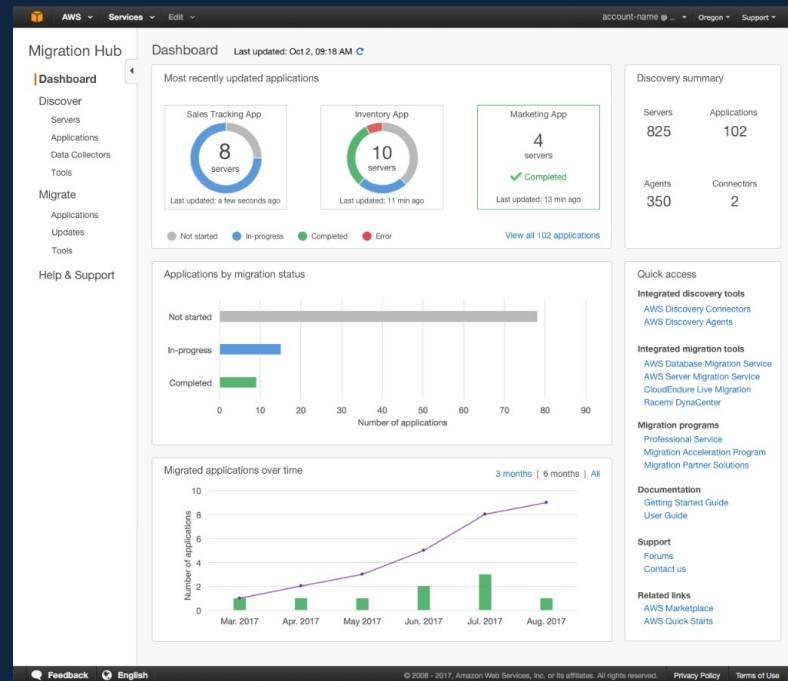 AWS Services Edit account-name @ ... Oregon Support
Migration Hub
Dashboard
Discover
Servers
Applications
Data Collectors
Tools
Migrate
Applications
Updates
Tools
Help & Support
Dashboard Last updated: Oct 2, 09:18 AM
Most recently updated applications
Sales Tracking App
8
servers
Last updated: a few seconds ago
Inventory App
10
servers
Last updated: 11 min ago
Marketing App
4
servers
Completed
Last updated: 13 min ago
Not started In-progress Completed Error
View all 102 applications
Discovery summary
Servers Applications
825 102
Agents Connectors
350 2
Applications by migration status
Not started
In-progress
Completed
0 10 20 30 40 50 60 70 80 90
Number of applications
Migrated applications over time
3 months | 6 months | All
Number of applications
10
8
6
4
2
0
Mar. 2017 Apr. 2017 May 2017 Jun. 2017 Jul. 2017 Aug. 2017
Quick access
Integrated discovery tools
AWS Discovery Connectors
AWS Discovery Agents
Integrated migration tools
AWS Database Migration Service
AWS Server Migration Service
CloudEndure Live Migration
Racemi DynaCenter
Migration programs
Professional Service
Migration Acceleration Program
Migration Partner Solutions
Documentation
Getting Started Guide
User Guide
Support
Forums
Contact us
Related links
AWS Marketplace
AWS Quick Starts
Feedback English © 2008 - 2017, Amazon Web Services, Inc. or its affiliates. All rights reserved. Privacy Policy Terms of Use